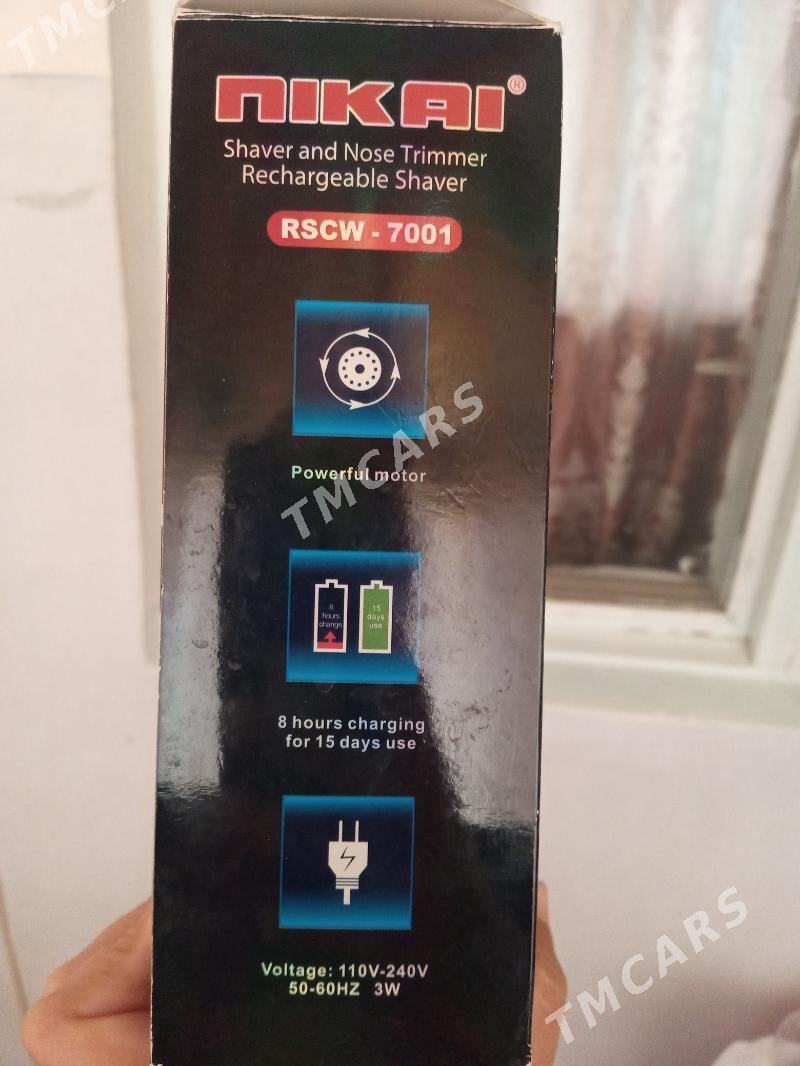 TMCARS
NIKAI®
Shaver and Nose Trimmer
Rechargeable Shaver
RSCW - 7001
Powerful motor
TMCARS
8
hours
change
15
days
use
8 hours charging
for 15 days use
Voltage: 110V-240V
50-60HZ 3W
TMCARS